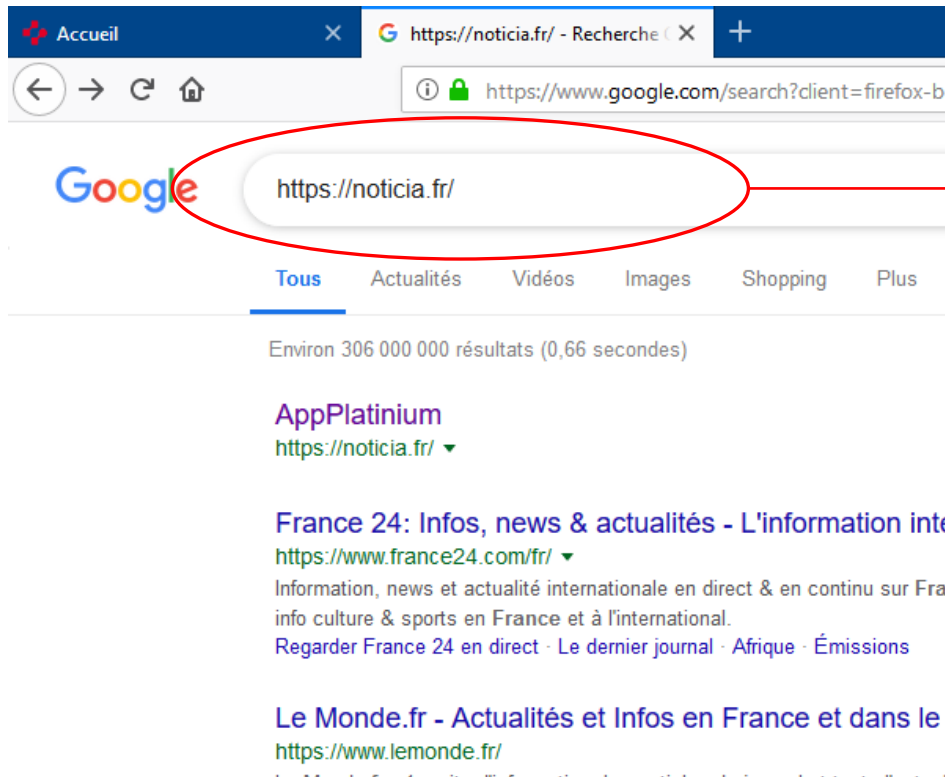 Accueil
https://noticia.fr/ - Recherche
https://www.google.com/search?client=firefox-b
Google
https://noticia.fr/
Tous Actualités Vidéos Images Shopping Plus
Environ 306 000 000 résultats (0,66 secondes)
AppPlatinium
https://noticia.fr/
France 24: Infos, news & actualités - L'information inte
https://www.france24.com/fr/
Information, news et actualité internationale en direct & en continu sur Fra
info culture & sports en France et à l'international.
Regarder France 24 en direct · Le dernier journal · Afrique · Émissions
Le Monde.fr - Actualités et Infos en France et dans le
https://www.lemonde.fr/